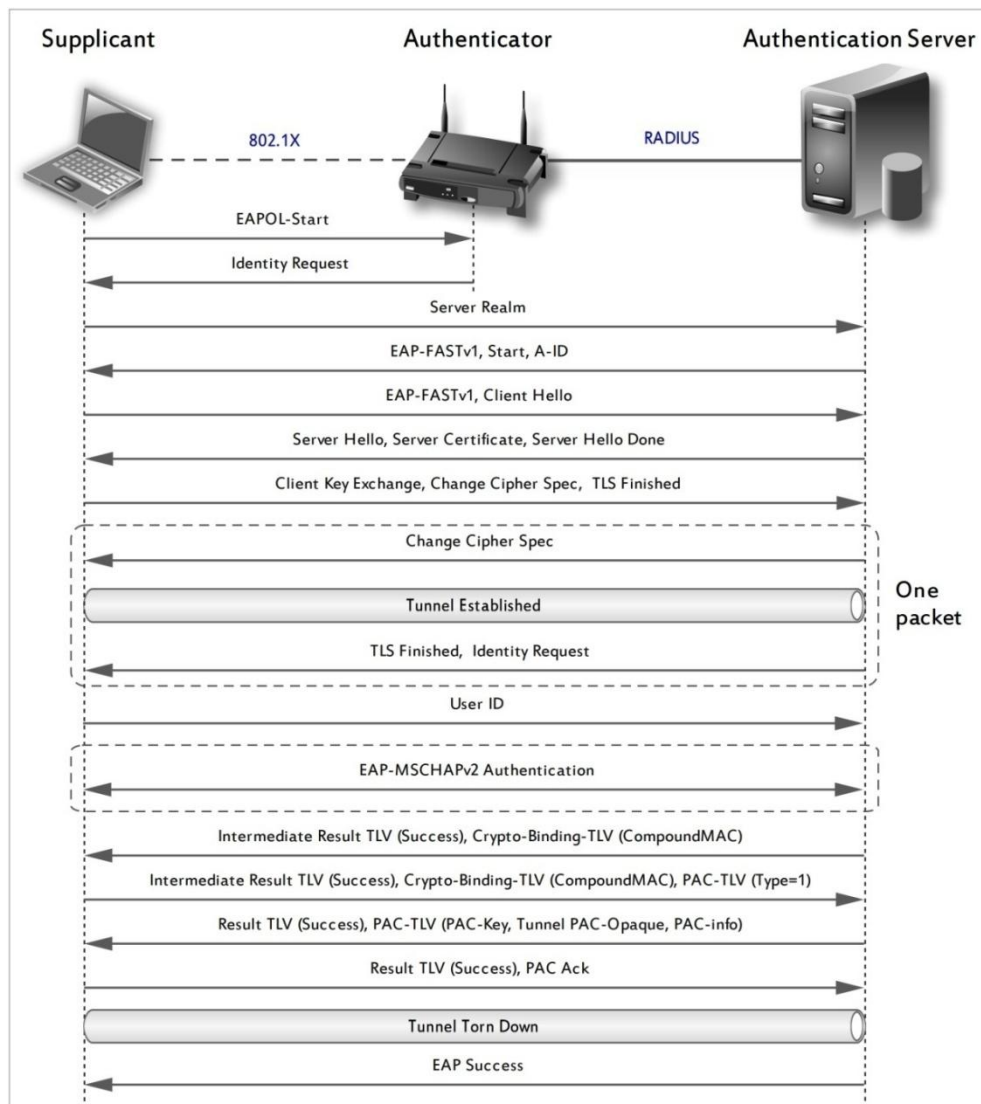 Supplicant
Authenticator
Authentication Server
802.1X
RADIUS
EAPOL-Start
Identity Request
Server Realm
EAP-FASTv1, Start, A-ID
EAP-FASTv1, Client Hello
Server Hello, Server Certificate, Server Hello Done
Client Key Exchange, Change Cipher Spec, TLS Finished
Change Cipher Spec
Tunnel Established
One
packet
TLS Finished, Identity Request
User ID
EAP-MSCHAPv2 Authentication
Intermediate Result TLV (Success), Crypto-Binding-TLV (CompoundMAC)
Intermediate Result TLV (Success), Crypto-Binding-TLV (CompoundMAC), PAC-TLV (Type=1)
Result TLV (Success), PAC-TLV (PAC-Key, Tunnel PAC-Opaque, PAC-info)
Result TLV (Success), PAC Ack
Tunnel Torn Down
EAP Success